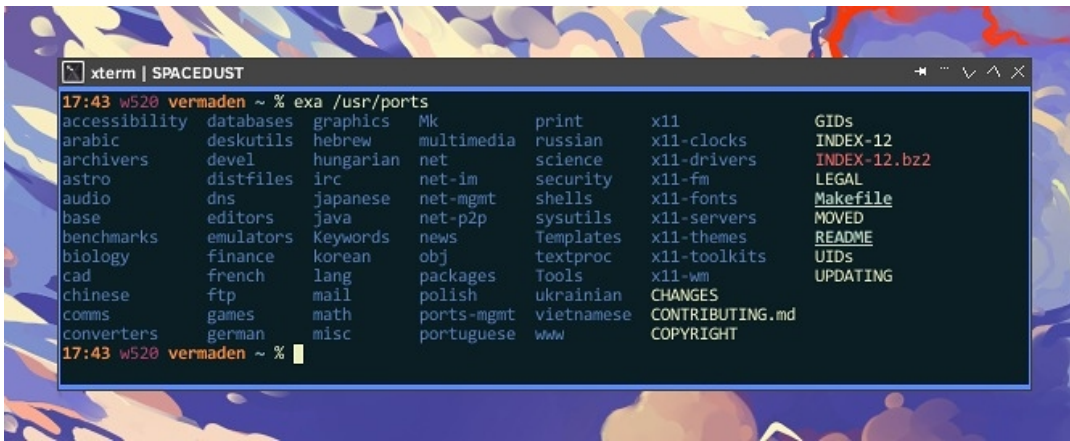 xterm | SPACEDUST
17:43 w520 vermaden ~ % exa /usr/ports
accessibility databases graphics Mk print x11 GIDs
arabic deskutils hebrew multimedia russian x11-clocks INDEX-12
archivers devel hungarian net science x11-drivers INDEX-12.bz2
astro distfiles irc net-im security x11-fm LEGAL
audio dns japanese net-mgmt shells x11-fonts Makefile
base editors java net-p2p sysutils x11-servers MOVED
benchmarks emulators Keywords news Templates x11-themes README
biology finance korean obj textproc x11-toolkits UIDs
cad french lang packages Tools x11-wm UPDATING
chinese ftp mail polish ukrainian CHANGES
comms games math ports-mgmt vietnamese CONTRIBUTING.md
converters german misc portuguese www COPYRIGHT
17:43 w520 vermaden ~ %